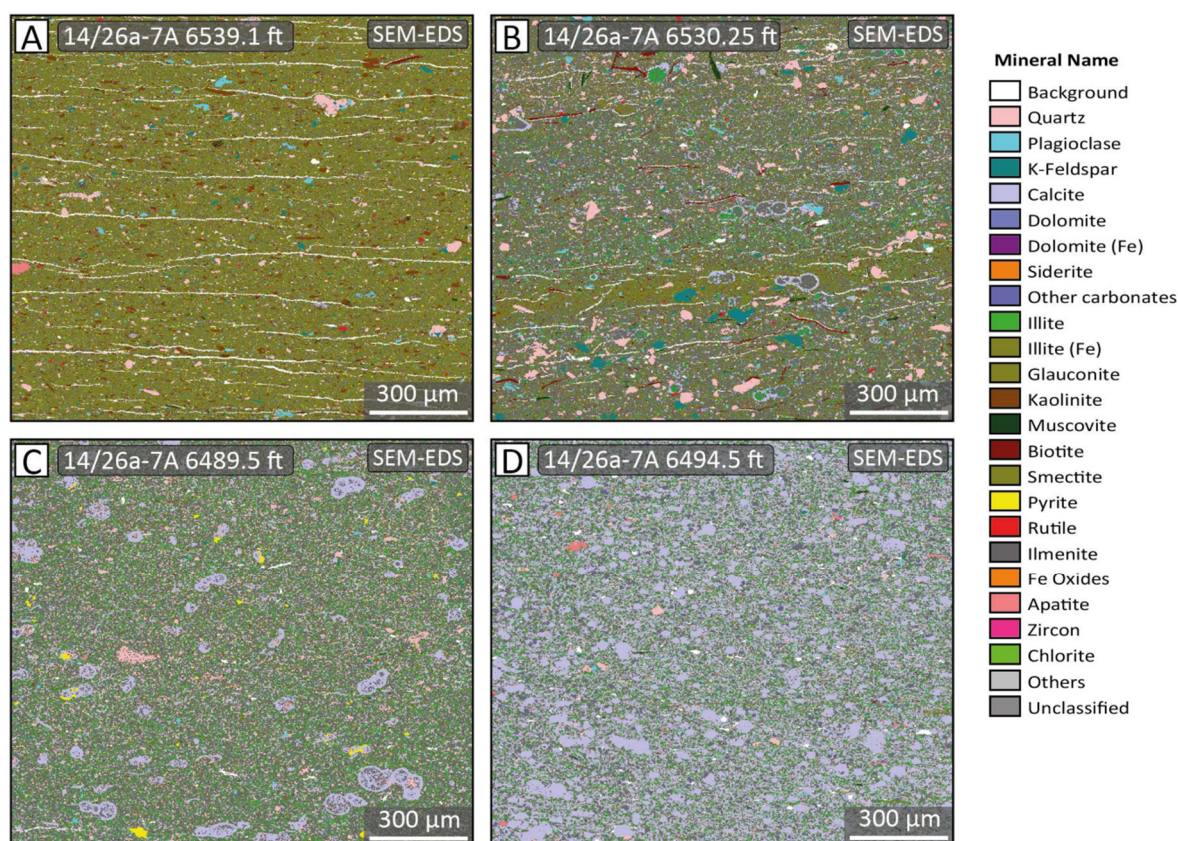 A 14/26a-7A 6539.1 ft SEM-EDS
300 µm
B 14/26a-7A 6530.25 ft SEM-EDS
300 µm
C 14/26a-7A 6489.5 ft SEM-EDS
300 µm
D 14/26a-7A 6494.5 ft SEM-EDS
300 µm
Mineral Name
Background
Quartz
Plagioclase
K-Feldspar
Calcite
Dolomite
Dolomite (Fe)
Siderite
Other carbonates
Illite
Illite (Fe)
Glauconite
Kaolinite
Muscovite
Biotite
Smectite
Pyrite
Rutile
Ilmenite
Fe Oxides
Apatite
Zircon
Chlorite
Others
Unclassified